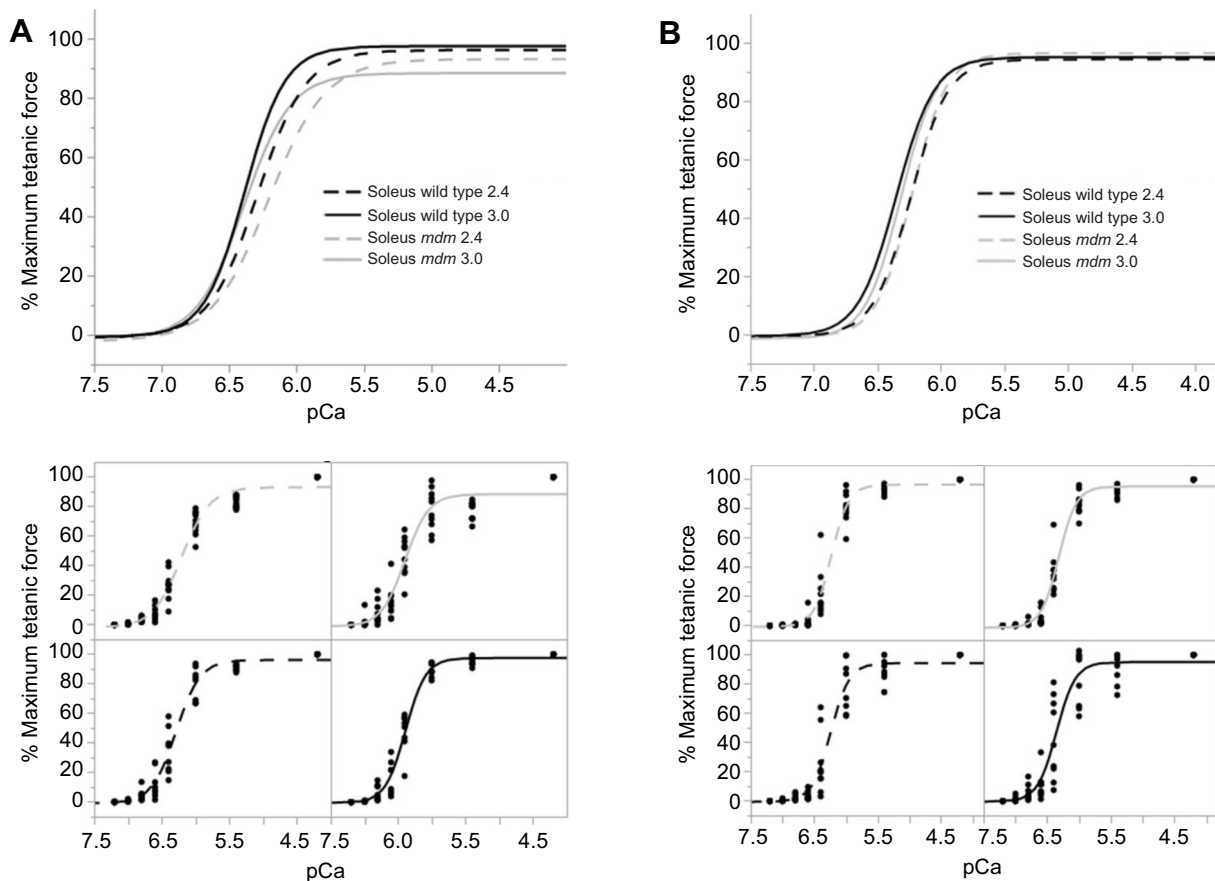 A
% Maximum tetanic force
100
80
60
40
20
0
Soleus wild type 2.4
Soleus wild type 3.0
Soleus mdm 2.4
Soleus mdm 3.0
7.5 7.0 6.5 6.0 5.5 5.0 4.5
pCa
B
% Maximum tetanic force
100
80
60
40
20
0
Soleus wild type 2.4
Soleus wild type 3.0
Soleus mdm 2.4
Soleus mdm 3.0
7.5 7.0 6.5 6.0 5.5 5.0 4.5 4.0
pCa
% Maximum tetanic force
100
80
60
40
20
0
100
80
60
40
20
0
7.5 6.5 5.5 4.5 7.5 6.0 5.5 4.5
pCa
% Maximum tetanic force
100
80
60
40
20
0
100
80
60
40
20
0
7.5 6.5 5.5 4.5 7.5 6.5 5.5 4.5
pCa